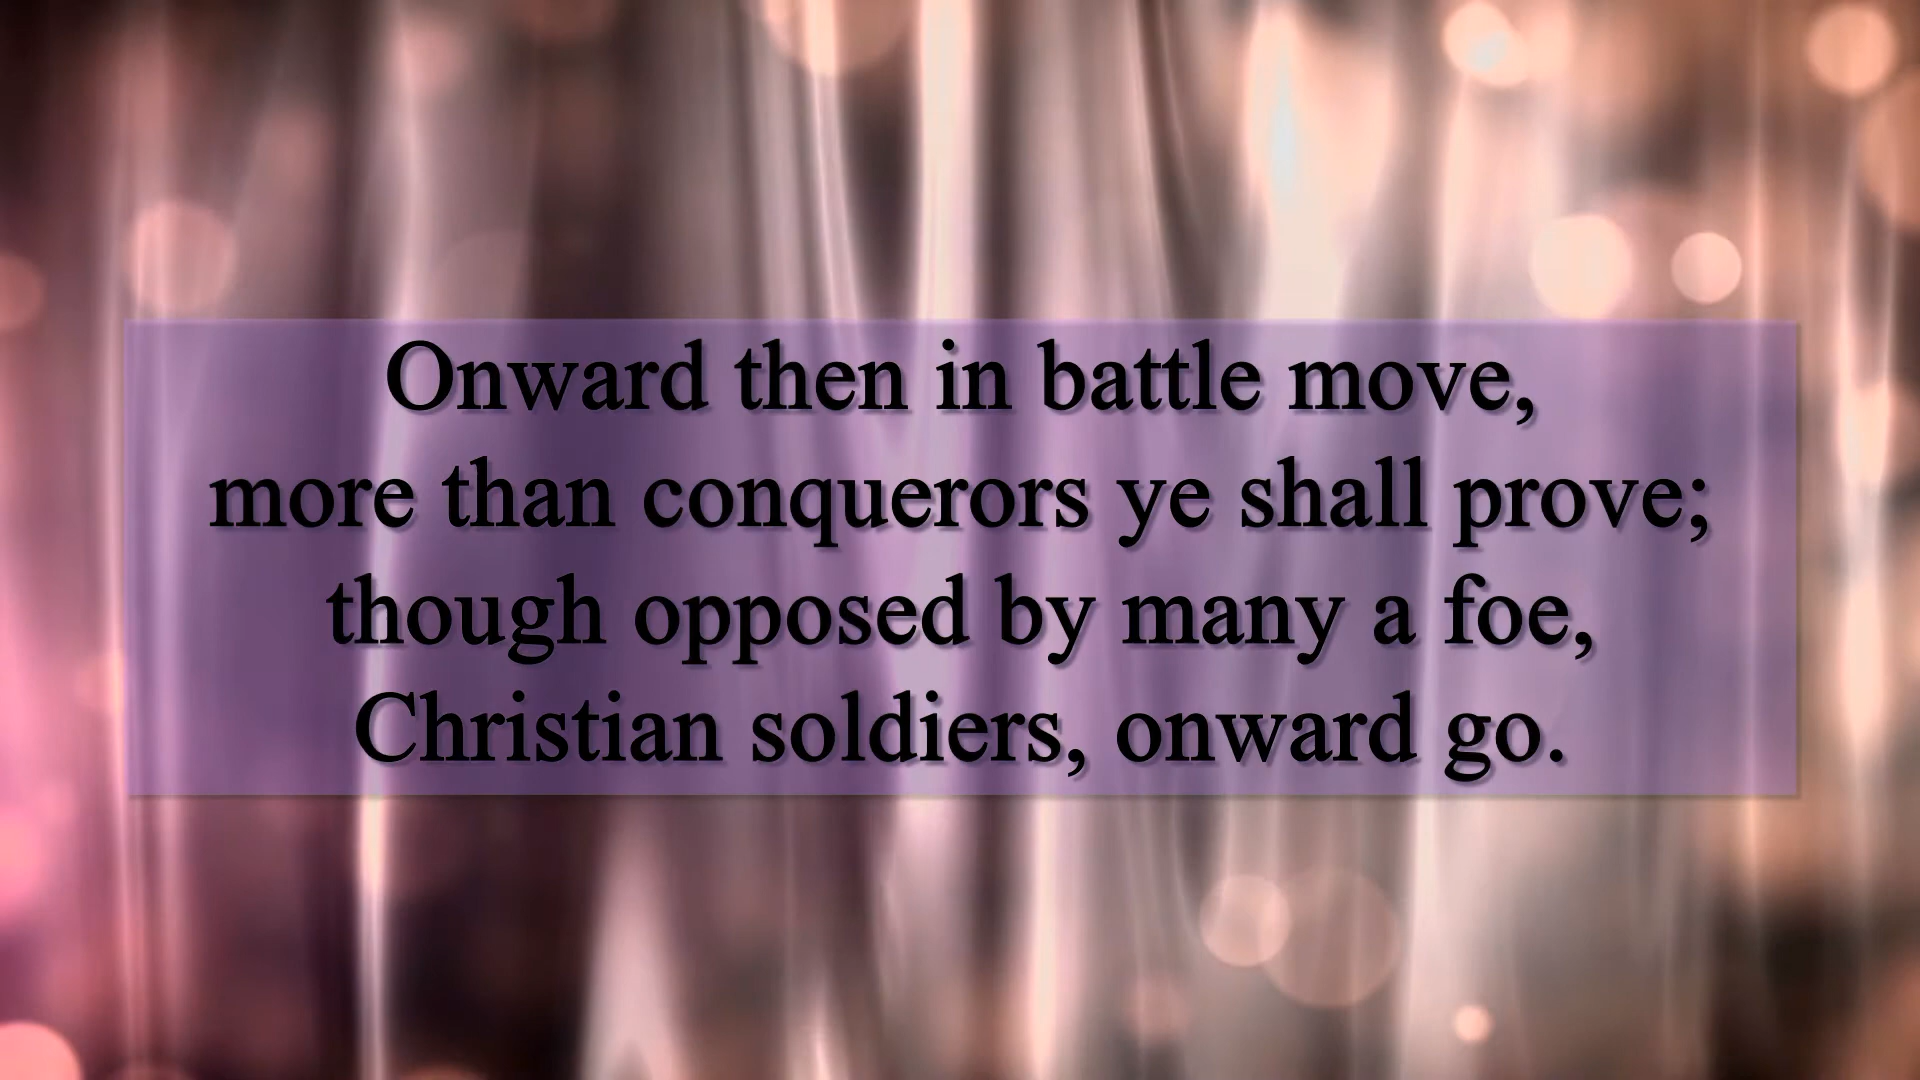 Onward then in battle move,
more than conquerors ye shall prove;
though opposed by many a foe,
Christian soldiers, onward go.